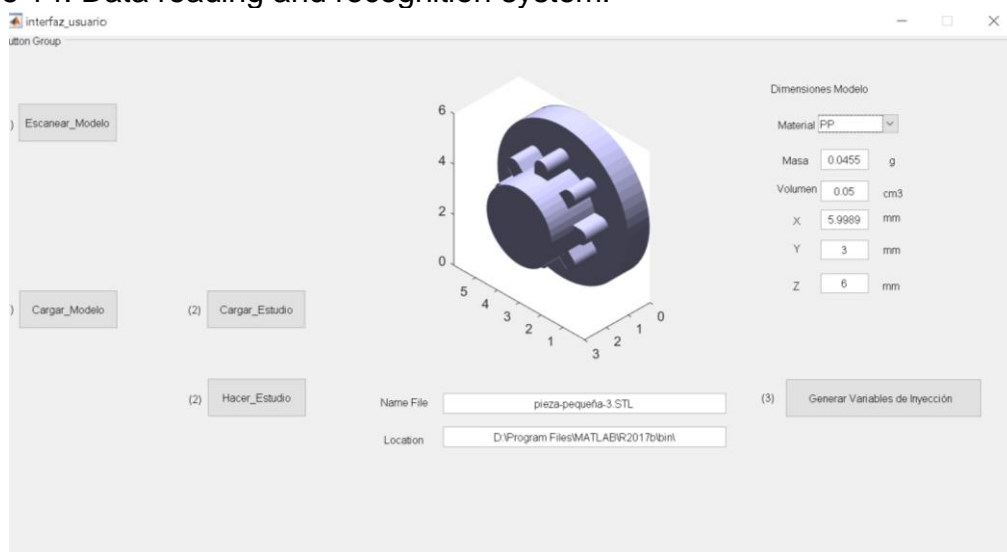 14. Data reading and recognition system.
interfaz_usuario
utton Group
) Escanear_Modelo
) Cargar_Modelo
(2) Cargar_Estudio
(2) Hacer_Estudio
6
4
2
0
5
4
3
2
1
3
2
1
0
Name File pieza-pequeña-3.STL
Location D:\Program Files\MATLAB\R2017b\bin\
Dimensiones Modelo
Material PP
Masa 0.0455 g
Volumen 0.05 cm3
X 5.9989 mm
Y 3 mm
Z 6 mm
(3) Generar Variables de Inyección